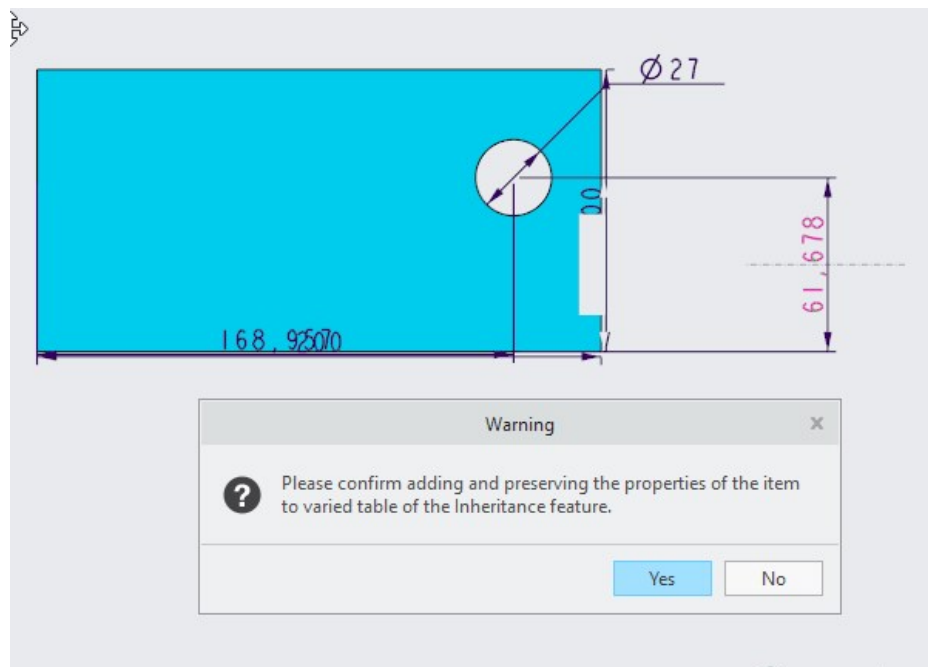 Ø27
61,678
Warning
Please confirm adding and preserving the properties of the item
to varied table of the Inheritance feature.
Yes
No